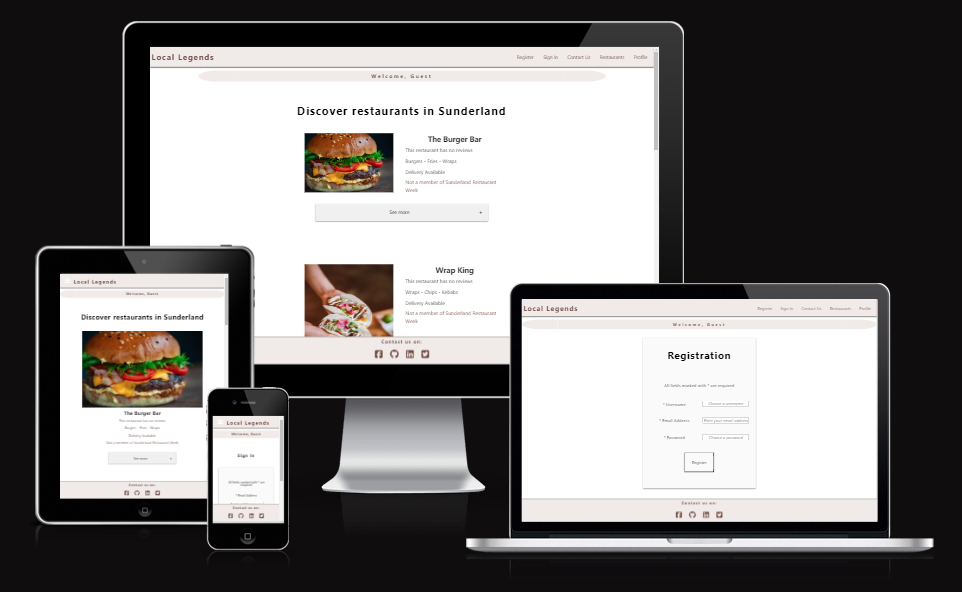 Local Legends
Register Sign In Contact Us Restaurants Profile
Welcome, Guest
Discover restaurants in Sunderland
The Burger Bar
This restaurant has no reviews
Burgers - Fries - Wraps
Delivery Available
Not a member of Sunderland Restaurant
Week
See more +
Wrap King
This restaurant has no reviews
Wraps - Chips - Kebabs
Delivery Available
Not a member of Sunderland Restaurant
Week
Contact us on:
Local Legends
Welcome, Guest
Discover restaurants in Sunderland
The Burger Bar
This restaurant has no reviews
Burgers - Fries - Wraps
Delivery Available
Not a member of Sunderland Restaurant Week
See more +
Contact us on:
Local Legends
Welcome, Guest
Sign In
All fields marked with * are
required
* Email Address
Contact us on:
Local Legends
Register Sign In Contact Us Restaurants Profile
Welcome, Guest
Registration
All fields marked with * are required
* Username Choose a username
* Email Address Enter your email address
* Password Choose a password
Register
Contact us on: